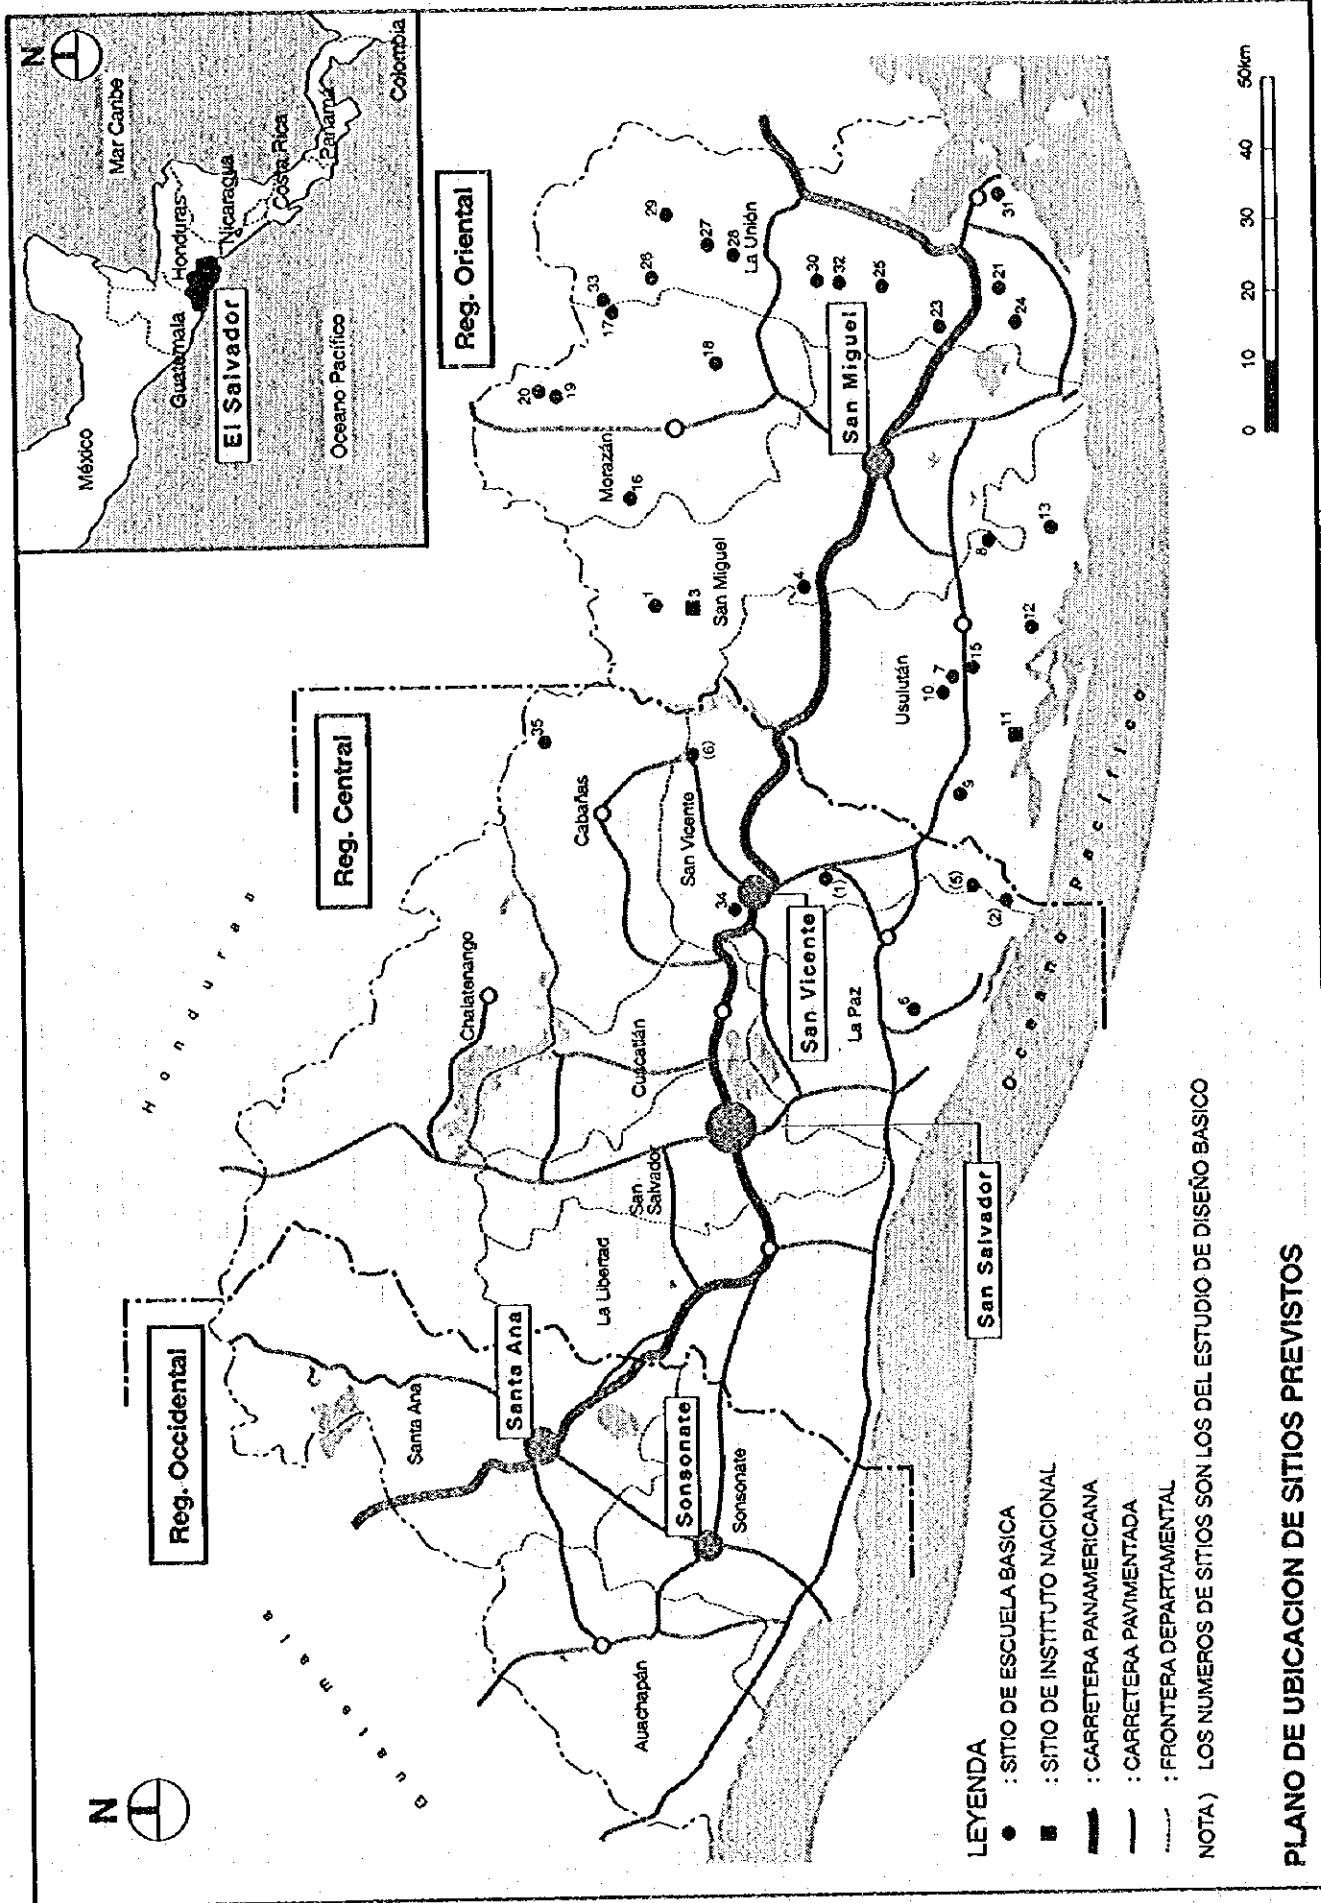 N
Mar Caribe
México
Guatemala
Honduras
Nicaragua
Costa Rica
Panamá
Colombia
El Salvador
Oceano Pacífico
N
Guatemala
Honduras
Reg. Occidental
Reg. Central
Reg. Oriental
Santa Ana
Santa Ana
Auachapán
Sonsonate
Sonsonate
La Libertad
San
Salvador
San Salvador
Chalatenango
Cuscatlán
La Paz
Cabañas
San Vicente
San Vicente
Usulután
San Miguel
San Miguel
Morazán
La Unión
35
34
(6)
(1)
(5)
(2)
6
1
3
4
16
20
19
17
33
18
26
29
27
28
30
32
25
23
21
24
31
8
13
12
15
7
10
11
9
Oceano Pacifico
0 10 20 30 40 50km
LEYENDA
: SITIO DE ESCUELA BASICA
: SITIO DE INSTITUTO NACIONAL
: CARRETERA PANAMERICANA
: CARRETERA PAVIMENTADA
: FRONTERA DEPARTAMENTAL
NOTA) LOS NUMEROS DE SITIOS SON LOS DEL ESTUDIO DE DISEÑO BASICO
PLANO DE UBICACION DE SITIOS PREVISTOS